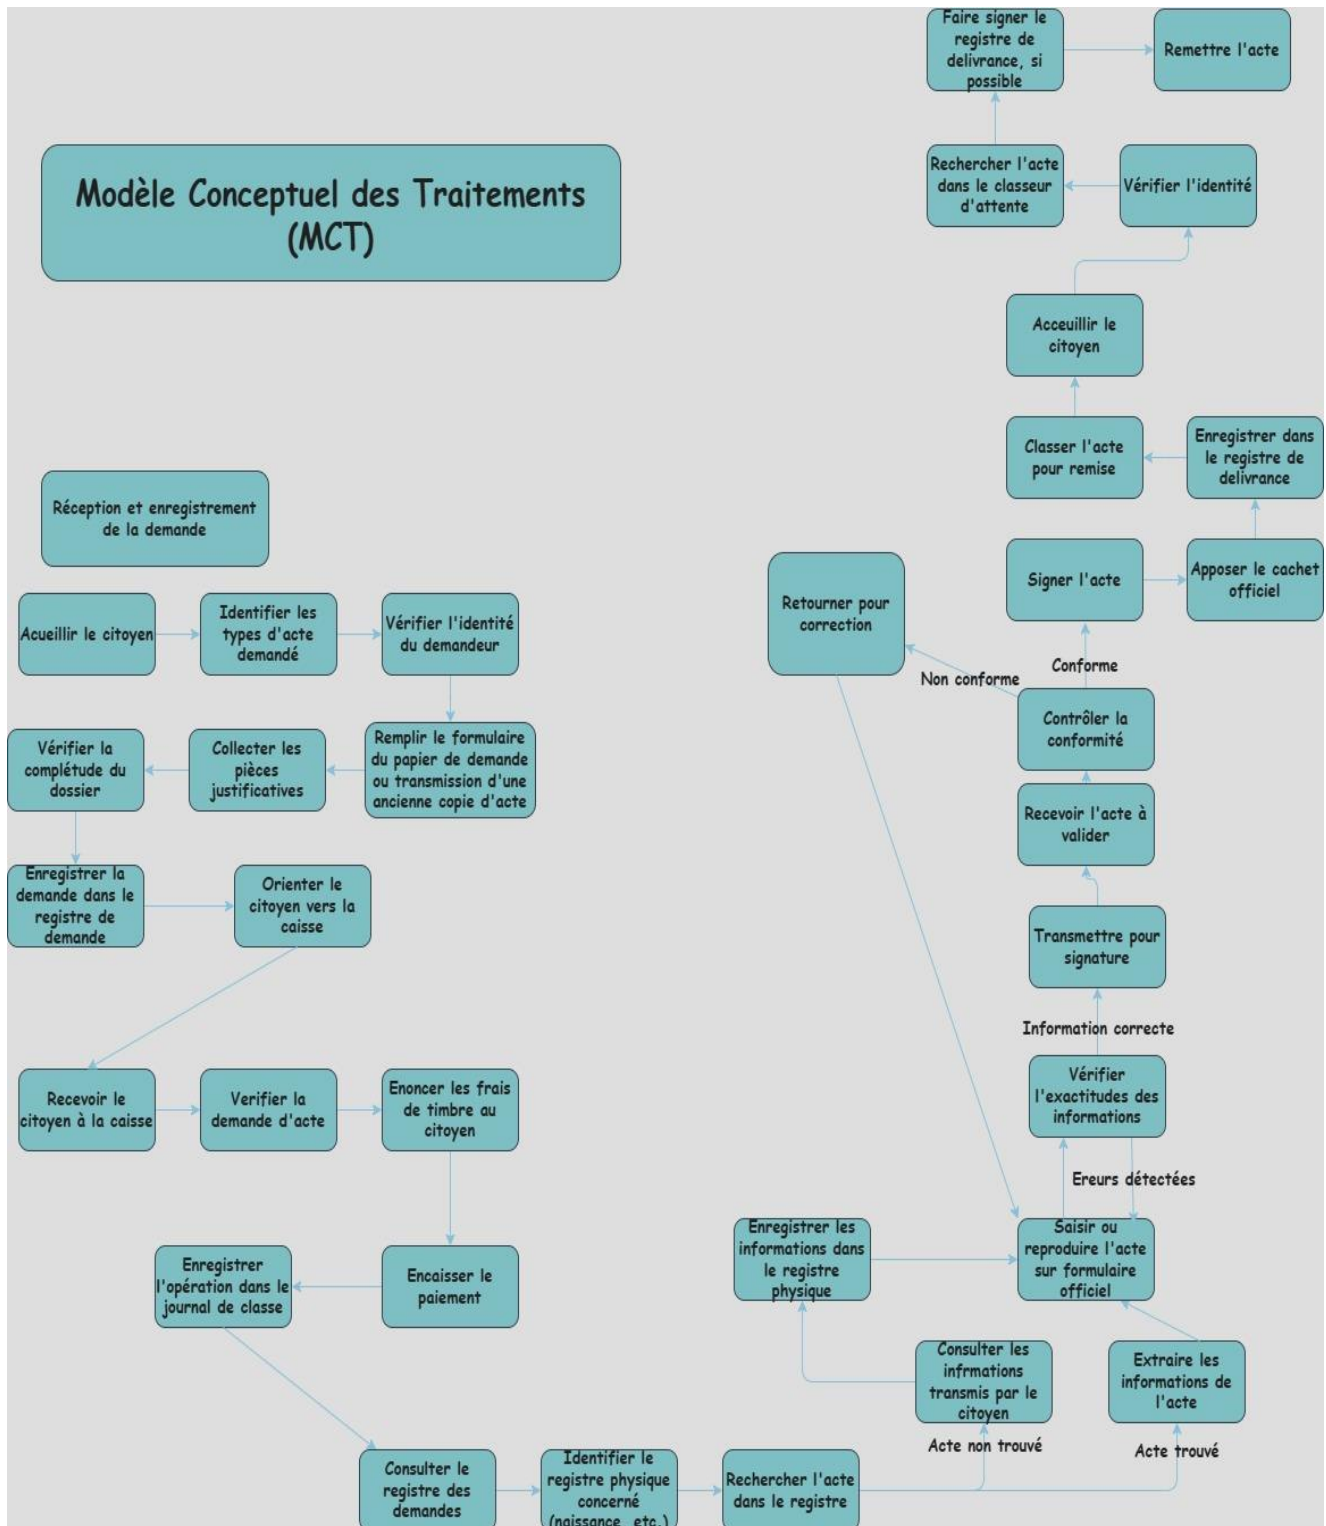 Modèle Conceptuel des Traitements
(MCT)
Réception et enregistrement
de la demande
Acueillir le citoyen
Identifier les
types d'acte
demandé
Vérifier l'identité
du demandeur
Remplir le formulaire
du papier de demande
ou transmission d'une
ancienne copie d'acte
Collecter les
pièces
justificatives
Vérifier la
complétude du
dossier
Enregistrer la
demande dans le
registre de
demande
Orienter le
citoyen vers la
caisse
Recevoir le
citoyen à la caisse
Verifier la
demande d'acte
Enoncer les frais
de timbre au
citoyen
Encaisser le
paiement
Enregistrer
l'opération dans le
journal de classe
Consulter le
registre des
demandes
Identifier le
registre physique
concerné
(naissance, etc.)
Rechercher l'acte
dans le registre
Acte non trouvé
Acte trouvé
Consulter les
infrmations
transmis par le
citoyen
Extraire les
informations de
l'acte
Enregistrer les
informations dans
le registre
physique
Saisir ou
reproduire l'acte
sur formulaire
officiel
Ereurs détectées
Vérifier
l'exactitudes des
informations
Information correcte
Transmettre pour
signature
Recevoir l'acte à
valider
Contrôler la
conformité
Non conforme
Conforme
Retourner pour
correction
Signer l'acte
Apposer le cachet
officiel
Enregistrer dans
le registre de
delivrance
Classer l'acte
pour remise
Acceuillir le
citoyen
Vérifier l'identité
Rechercher l'acte
dans le classeur
d'attente
Faire signer le
registre de
delivrance, si
possible
Remettre l'acte